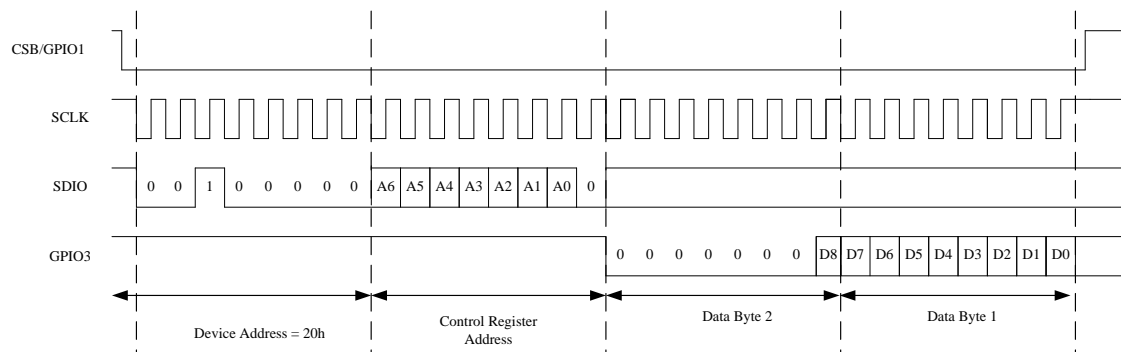 CSB/GPIO1
SCLK
SDIO
0 0 1 0 0 0 0 0 A6 A5 A4 A3 A2 A1 A0 0
GPIO3
0 0 0 0 0 0 0 D8 D7 D6 D5 D4 D3 D2 D1 D0
Device Address = 20h
Control Register
Address
Data Byte 2
Data Byte 1